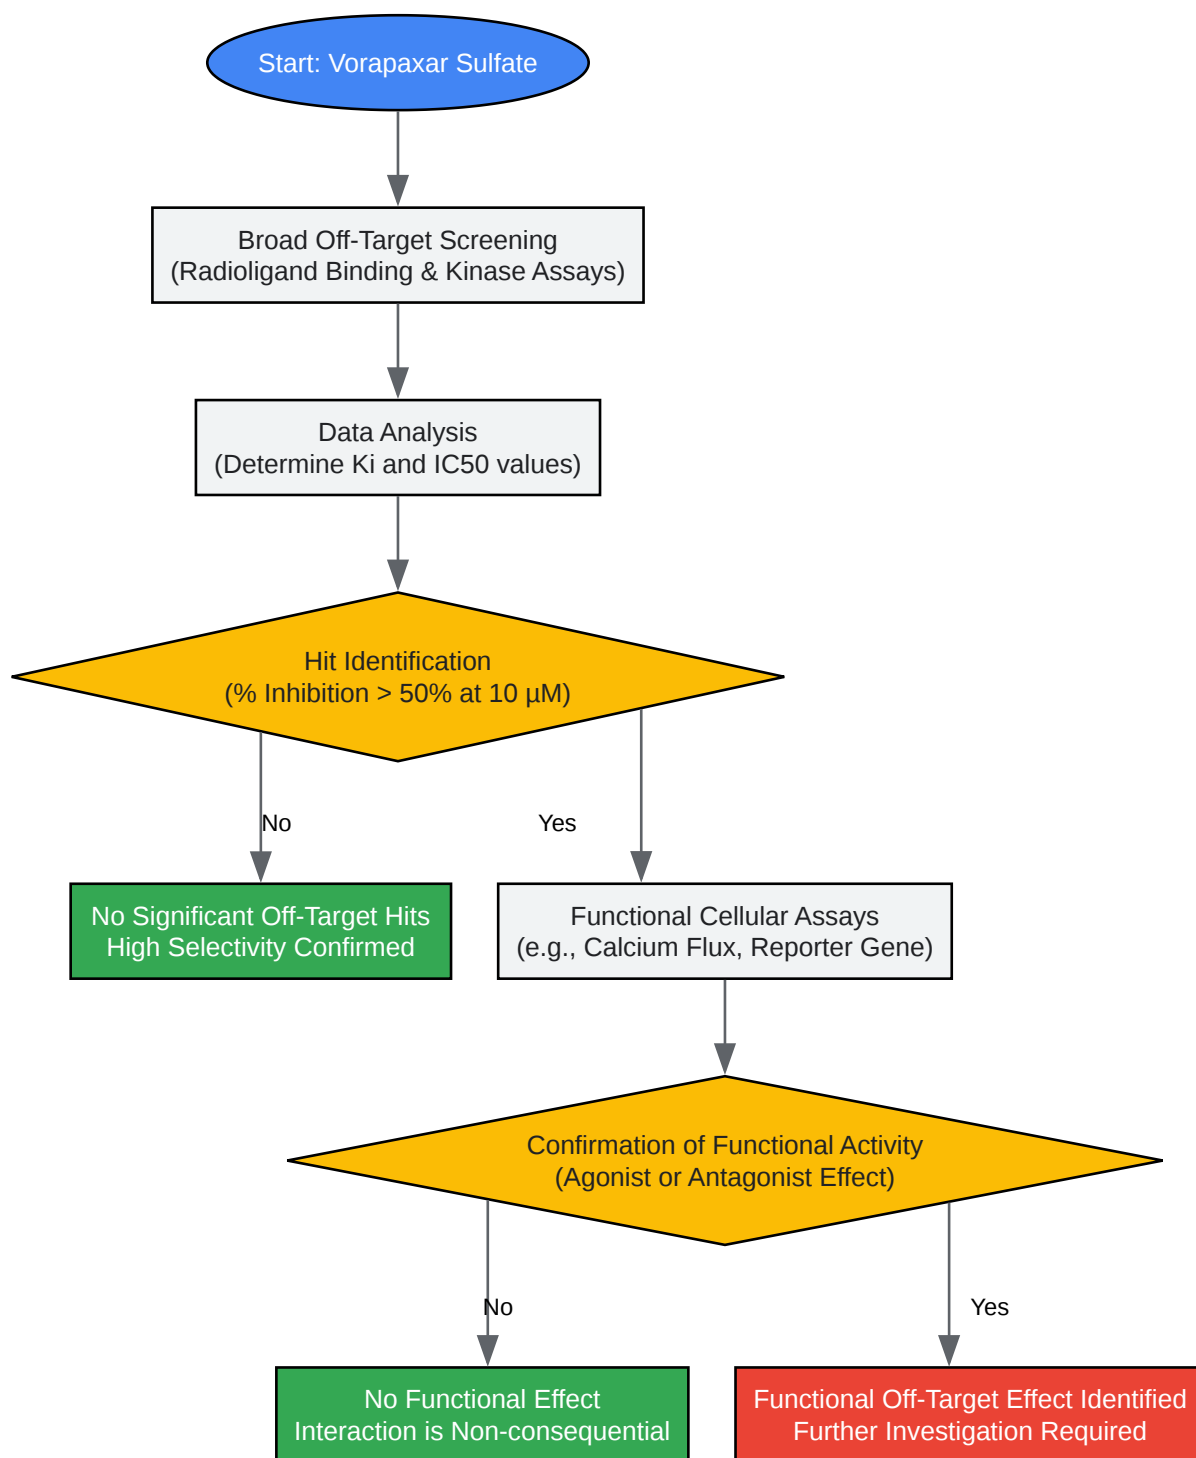 Start: Vorapaxar Sulfate
Broad Off-Target Screening
(Radioligand Binding & Kinase Assays)
Data Analysis
(Determine Ki and IC50 values)
Hit Identification
(% Inhibition > 50% at 10 µM)
No
Yes
No Significant Off-Target Hits
High Selectivity Confirmed
Functional Cellular Assays
(e.g., Calcium Flux, Reporter Gene)
Confirmation of Functional Activity
(Agonist or Antagonist Effect)
No
Yes
No Functional Effect
Interaction is Non-consequential
Functional Off-Target Effect Identified
Further Investigation Required